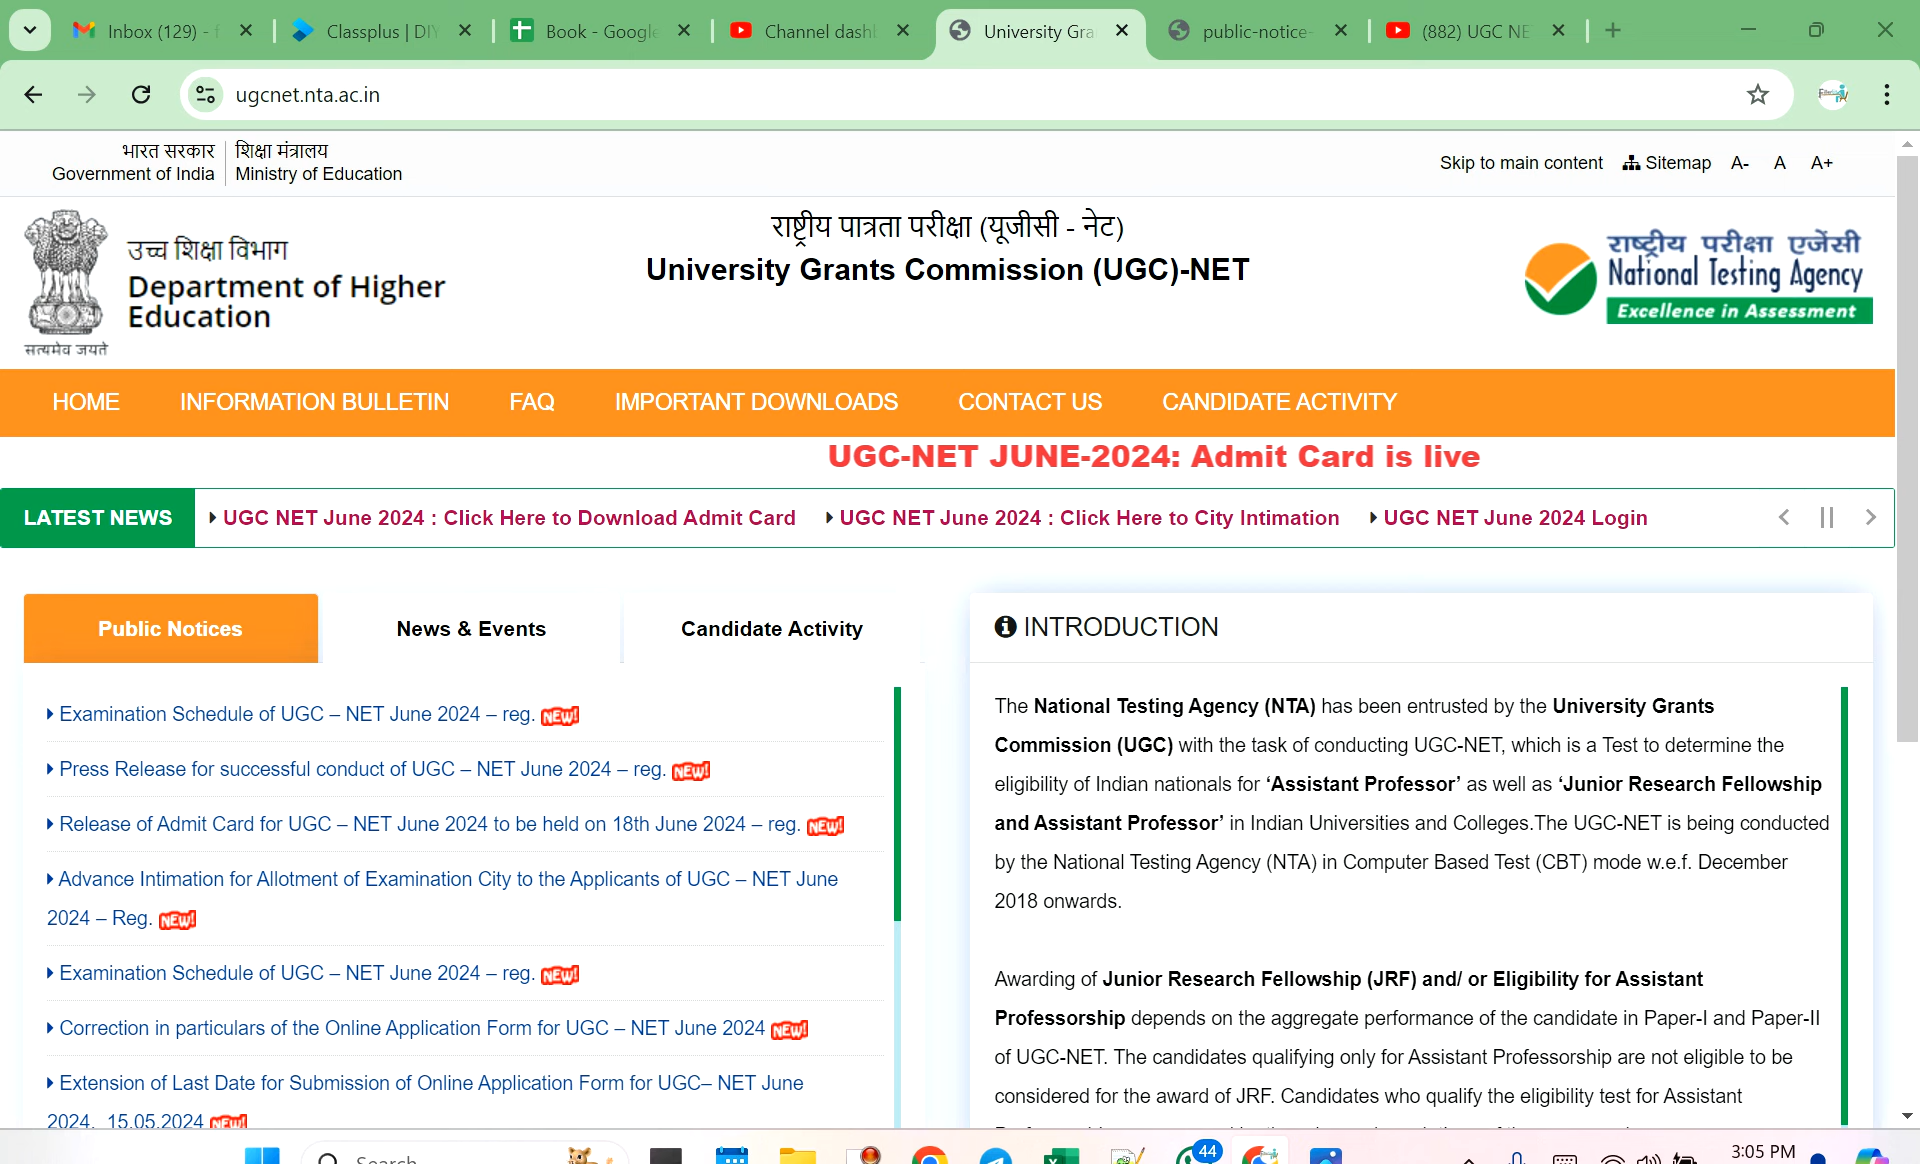 Inbox (129) - f
Classplus | DIY
Book - Google
Channel dashb
University Gra
public-notice-
(882) UGC NE
ugcnet.nta.ac.in
भारत सरकार शिक्षा मंत्रालय
Government of India Ministry of Education
Skip to main content Sitemap A- A A+
उच्च शिक्षा विभाग
Department of Higher
Education
सत्यमेव जयते
राष्ट्रीय पात्रता परीक्षा (यूजीसी - नेट)
University Grants Commission (UGC)-NET
राष्ट्रीय परीक्षा एजेंसी
National Testing Agency
Excellence in Assessment
HOME INFORMATION BULLETIN FAQ IMPORTANT DOWNLOADS CONTACT US CANDIDATE ACTIVITY
UGC-NET JUNE-2024: Admit Card is live
LATEST NEWS UGC NET June 2024 : Click Here to Download Admit Card UGC NET June 2024 : Click Here to City Intimation UGC NET June 2024 Login
Public Notices News & Events Candidate Activity
Examination Schedule of UGC – NET June 2024 – reg. NEW!
Press Release for successful conduct of UGC – NET June 2024 – reg. NEW!
Release of Admit Card for UGC – NET June 2024 to be held on 18th June 2024 – reg. NEW!
Advance Intimation for Allotment of Examination City to the Applicants of UGC – NET June
2024 – Reg. NEW!
Examination Schedule of UGC – NET June 2024 – reg. NEW!
Correction in particulars of the Online Application Form for UGC – NET June 2024 NEW!
Extension of Last Date for Submission of Online Application Form for UGC– NET June
2024. 15.05.2024 NEW!
INTRODUCTION
The National Testing Agency (NTA) has been entrusted by the University Grants
Commission (UGC) with the task of conducting UGC-NET, which is a Test to determine the
eligibility of Indian nationals for ‘Assistant Professor’ as well as ‘Junior Research Fellowship
and Assistant Professor’ in Indian Universities and Colleges.The UGC-NET is being conducted
by the National Testing Agency (NTA) in Computer Based Test (CBT) mode w.e.f. December
2018 onwards.
Awarding of Junior Research Fellowship (JRF) and/ or Eligibility for Assistant
Professorship depends on the aggregate performance of the candidate in Paper-I and Paper-II
of UGC-NET. The candidates qualifying only for Assistant Professorship are not eligible to be
considered for the award of JRF. Candidates who qualify the eligibility test for Assistant
Search
44
3:05 PM